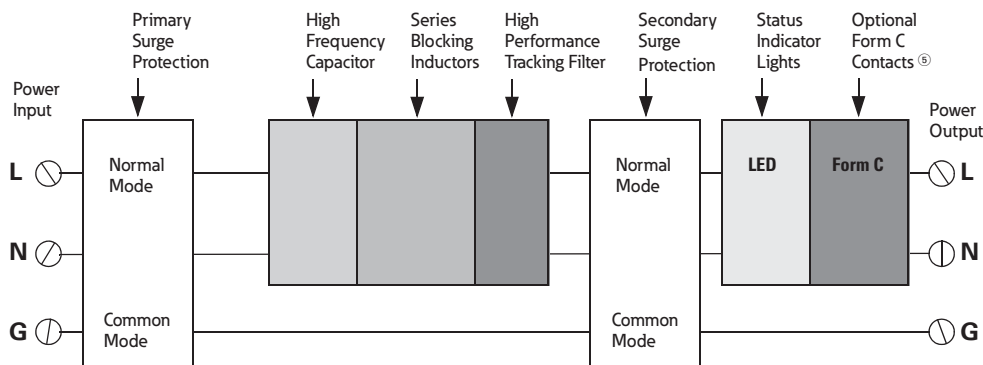 Primary
Surge
Protection
High
Frequency
Capacitor
Series
Blocking
Inductors
High
Performance
Tracking Filter
Secondary
Surge
Protection
Status
Indicator
Lights
Optional
Form C
Contacts ⑤
Power
Input
Power
Output
L
Normal
Mode
Normal
Mode
LED
Form C
L
N
N
G
Common
Mode
Common
Mode
G